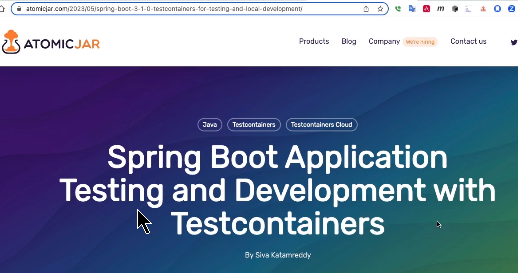 atomicjar.com/2023/05/spring-boot-3-1-0-testcontainers-for-testing-and-local-development/
ATOMICJAR
Products Blog Company We're hiring Contact us
Java Testcontainers Testcontainers Cloud
Spring Boot Application
Testing and Development with
Testcontainers
By Siva Katamreddy